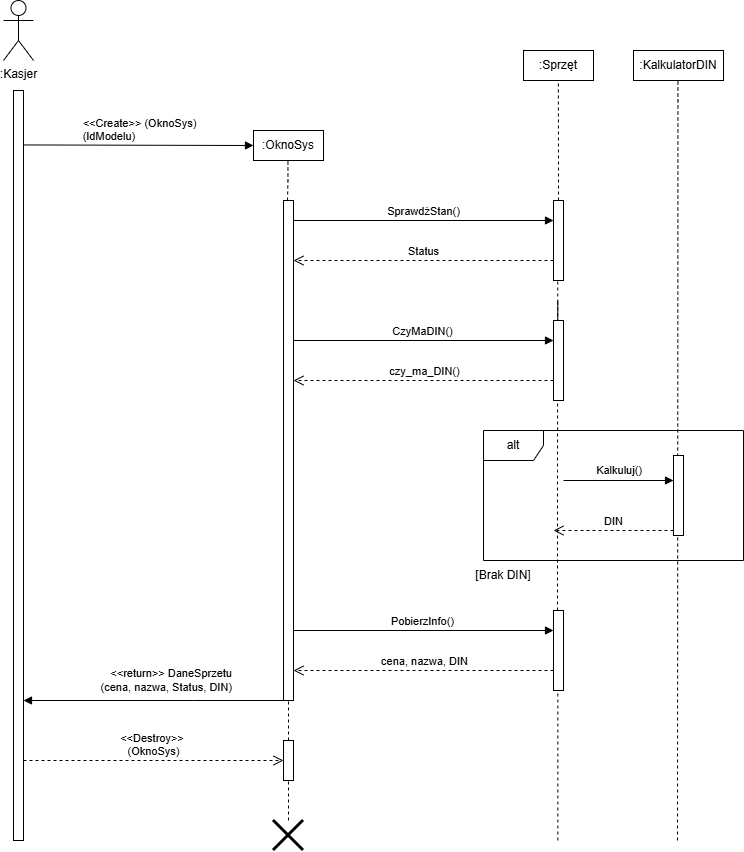 :Kasjer
:Sprzęt
:KalkulatorDIN
<<Create>> (OknoSys)
(IdModelu)
:OknoSys
SprawdźStan()
Status
CzyMaDIN()
czy_ma_DIN()
alt
Kalkuluj()
DIN
[Brak DIN]
PobierzInfo()
cena, nazwa, DIN
<<return>> DaneSprzetu
(cena, nazwa, Status, DIN)
<<Destroy>>
(OknoSys)